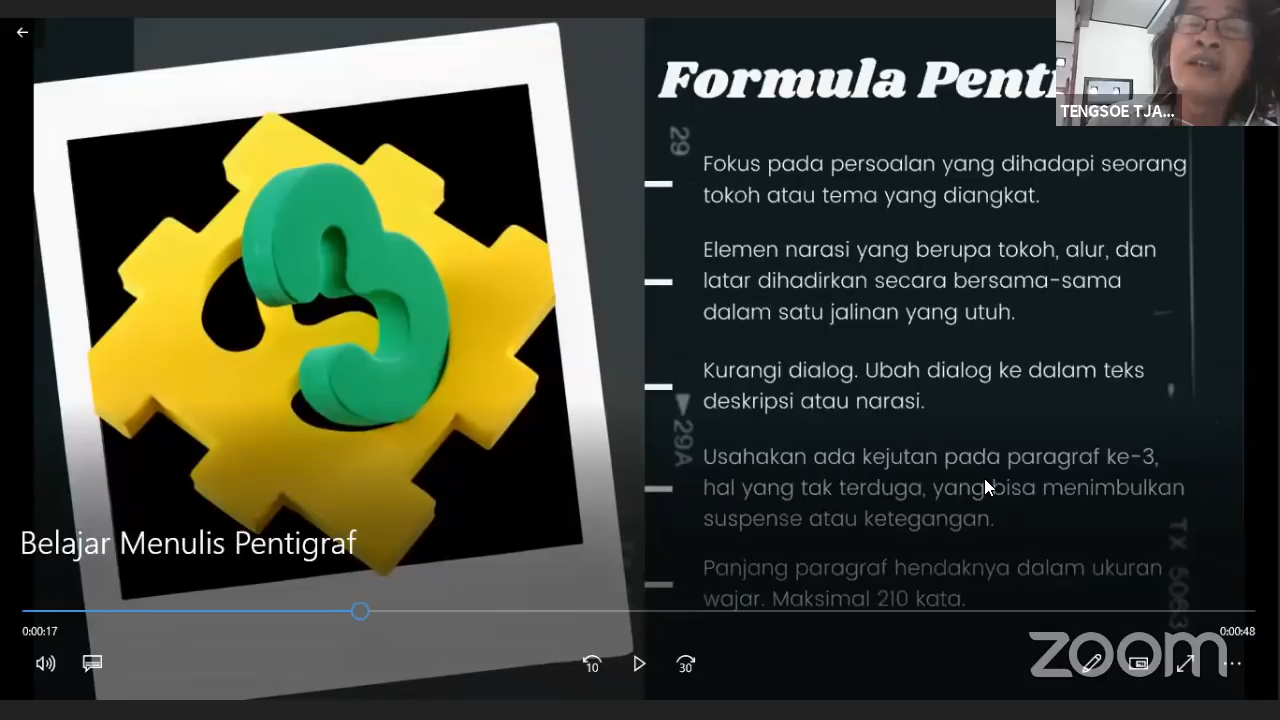 Formula Penti
TENGSOE TJA...
29
Fokus pada persoalan yang dihadapi seorang
tokoh atau tema yang diangkat.
Elemen narasi yang berupa tokoh, alur, dan
latar dihadirkan secara bersama-sama
dalam satu jalinan yang utuh.
Kurangi dialog. Ubah dialog ke dalam teks
deskripsi atau narasi.
29A
Usahakan ada kejutan pada paragraf ke-3,
hal yang tak terduga, yang bisa menimbulkan
suspense atau ketegangan.
Panjang paragraf hendaknya dalam ukuran
wajar. Maksimal 210 kata.
TX 5063
Belajar Menulis Pentigraf
0:00:17
0:00:48
10
30
zoom